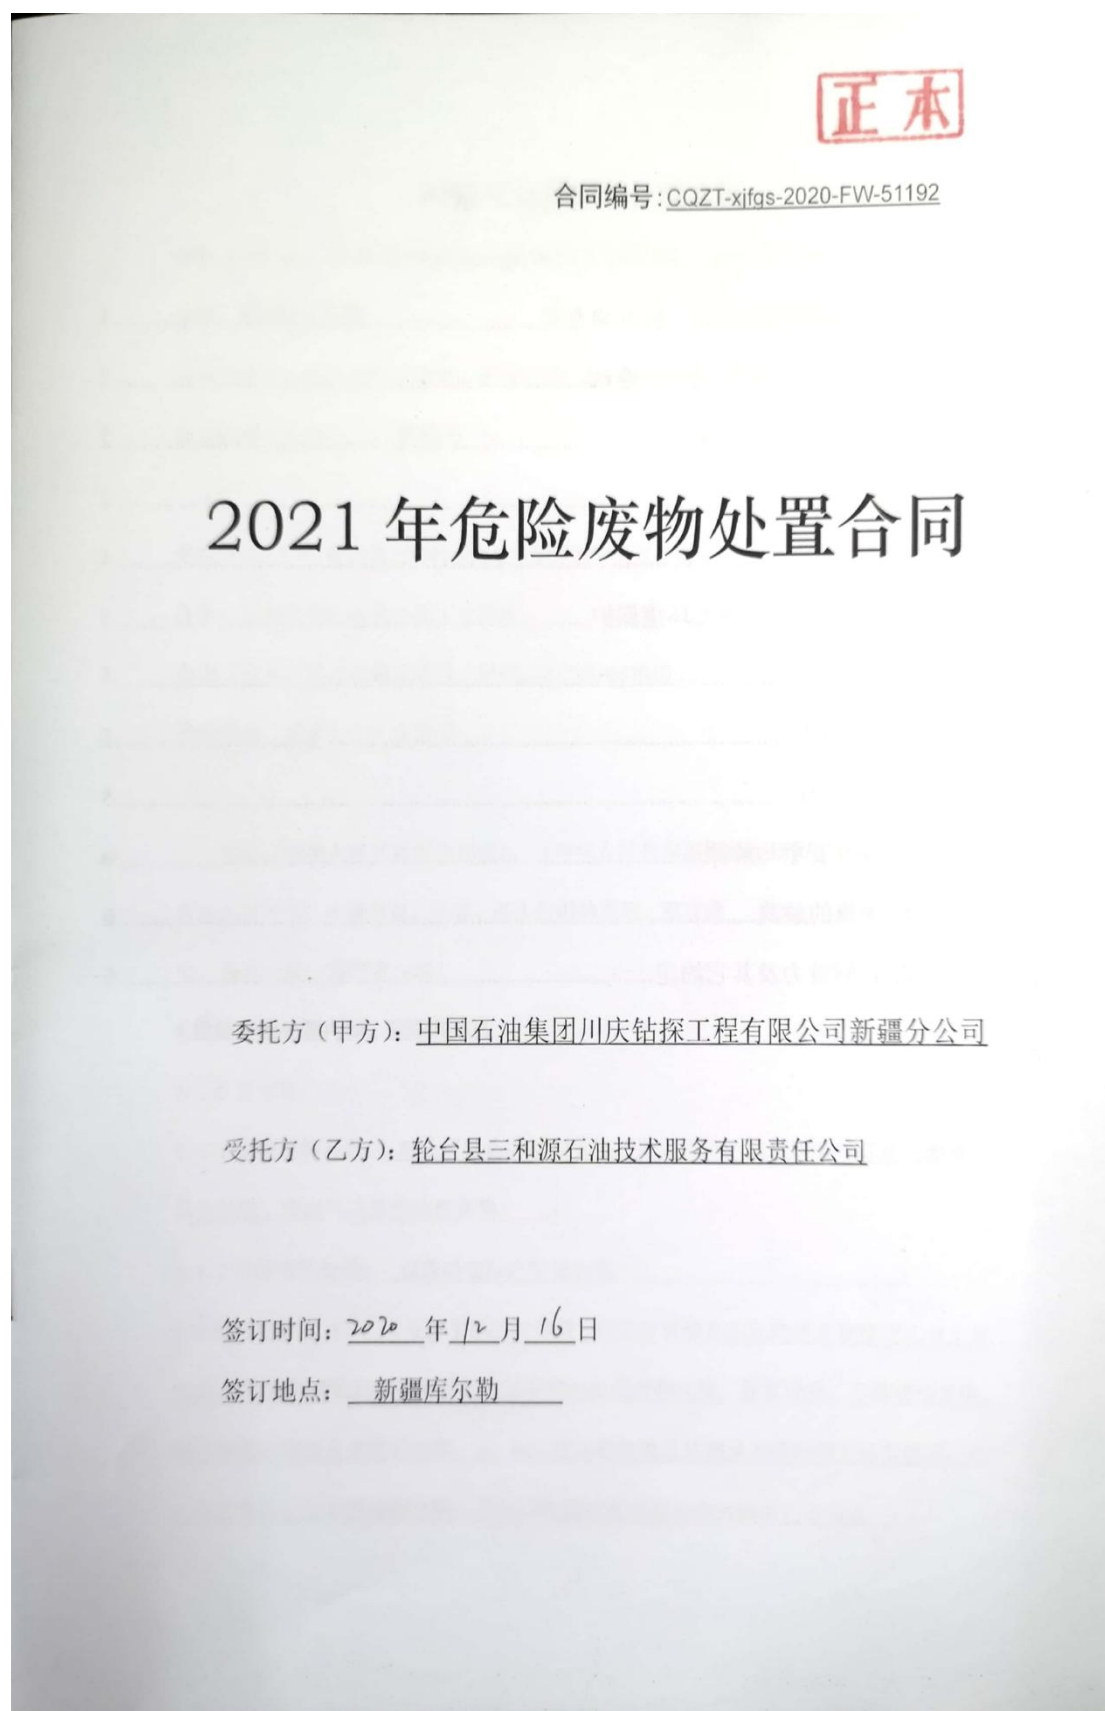 正本
合同编号:CQZT-xjfgs-2020-FW-51192
2021年危险废物处置合同
委托方（甲方）：中国石油集团川庆钻探工程有限公司新疆分公司
受托方（乙方）：轮台县三和源石油技术服务有限责任公司
签订时间：2020年12月16日
签订地点：新疆库尔勒